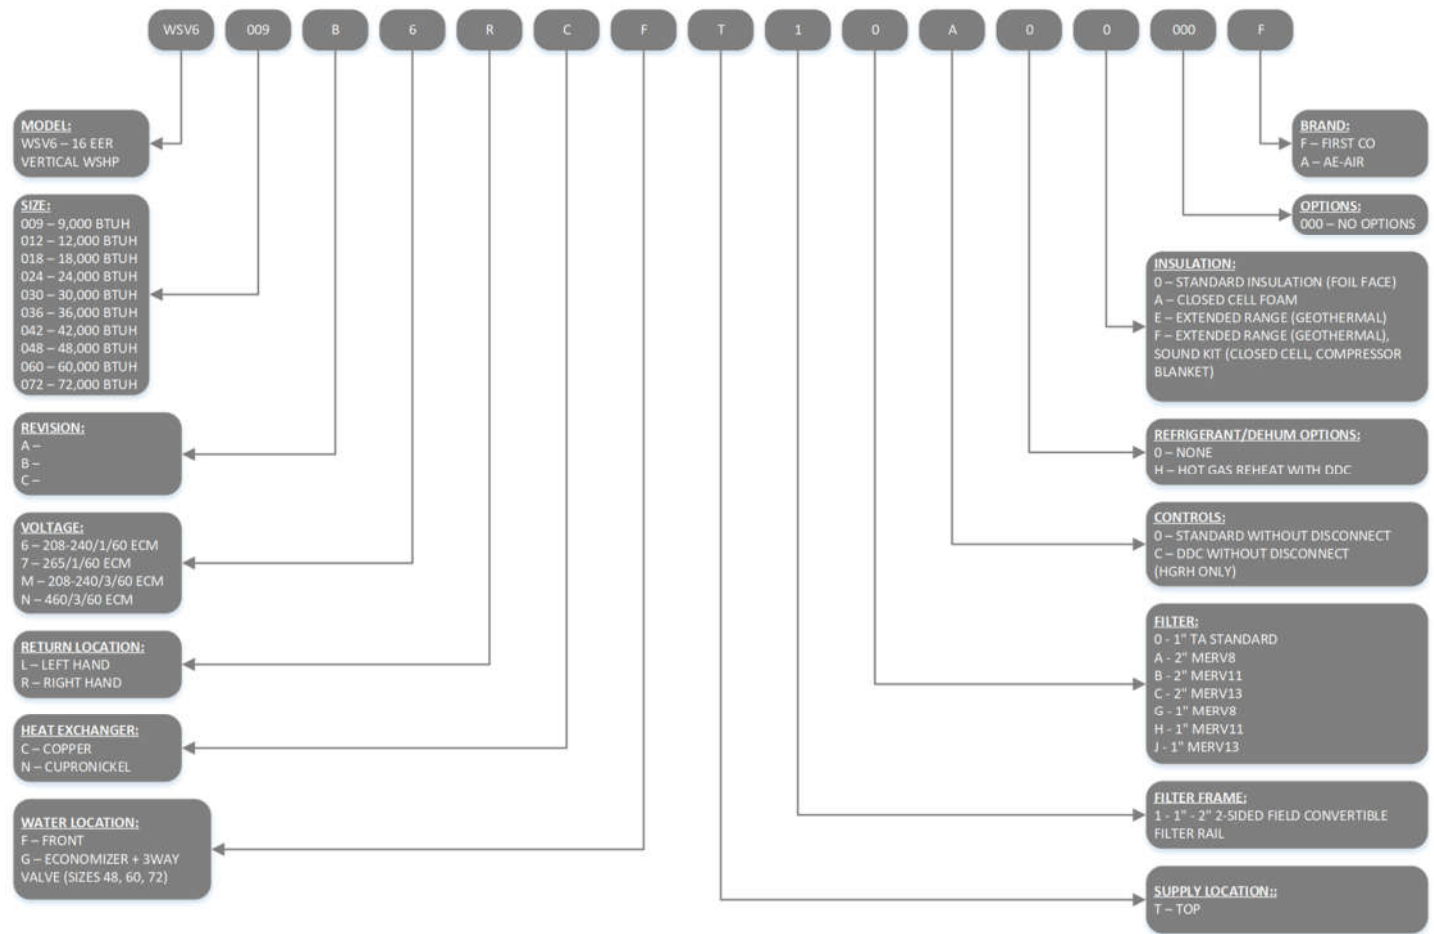 WSV6 009 B 6 R C F T 1 0 A 0 0 000 F
MODEL:
WSV6 – 16 EER
VERTICAL WSHP
SIZE:
009 – 9,000 BTUH
012 – 12,000 BTUH
018 – 18,000 BTUH
024 – 24,000 BTUH
030 – 30,000 BTUH
036 – 36,000 BTUH
042 – 42,000 BTUH
048 – 48,000 BTUH
060 – 60,000 BTUH
072 – 72,000 BTUH
REVISION:
A –
B –
C –
VOLTAGE:
6 – 208-240/1/60 ECM
7 – 265/1/60 ECM
M – 208-240/3/60 ECM
N – 460/3/60 ECM
RETURN LOCATION:
L – LEFT HAND
R – RIGHT HAND
HEAT EXCHANGER:
C – COPPER
N – CUPRONICKEL
WATER LOCATION:
F – FRONT
G – ECONOMIZER + 3WAY
VALVE (SIZES 48, 60, 72)
BRAND:
F – FIRST CO
A – AE-AIR
OPTIONS:
000 – NO OPTIONS
INSULATION:
0 – STANDARD INSULATION (FOIL FACE)
A – CLOSED CELL FOAM
E – EXTENDED RANGE (GEOTHERMAL)
F – EXTENDED RANGE (GEOTHERMAL),
SOUND KIT (CLOSED CELL, COMPRESSOR
BLANKET)
REFRIGERANT/DEHUM OPTIONS:
0 – NONE
H – HOT GAS REHEAT WITH DDC
CONTROLS:
0 – STANDARD WITHOUT DISCONNECT
C – DDC WITHOUT DISCONNECT
(HGRH ONLY)
FILTER:
0 - 1" TA STANDARD
A - 2" MERV8
B - 2" MERV11
C - 2" MERV13
G - 1" MERV8
H - 1" MERV11
J - 1" MERV13
FILTER FRAME:
1 - 1" - 2" 2-SIDED FIELD CONVERTIBLE
FILTER RAIL
SUPPLY LOCATION::
T – TOP